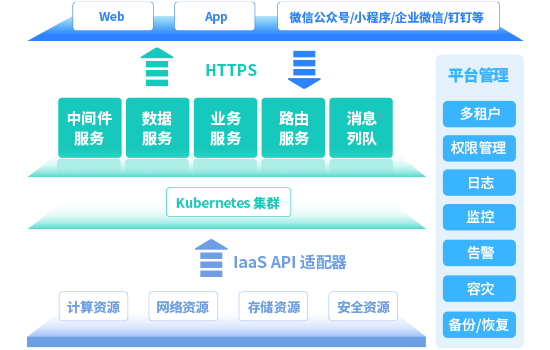 Web
App
微信公众号/小程序/企业微信/钉钉等
HTTPS
中间件
服务
数据
服务
业务
服务
路由
服务
消息
列队
Kubernetes 集群
IaaS API 适配器
计算资源
网络资源
存储资源
安全资源
平台管理
多租户
权限管理
日志
监控
告警
容灾
备份/恢复